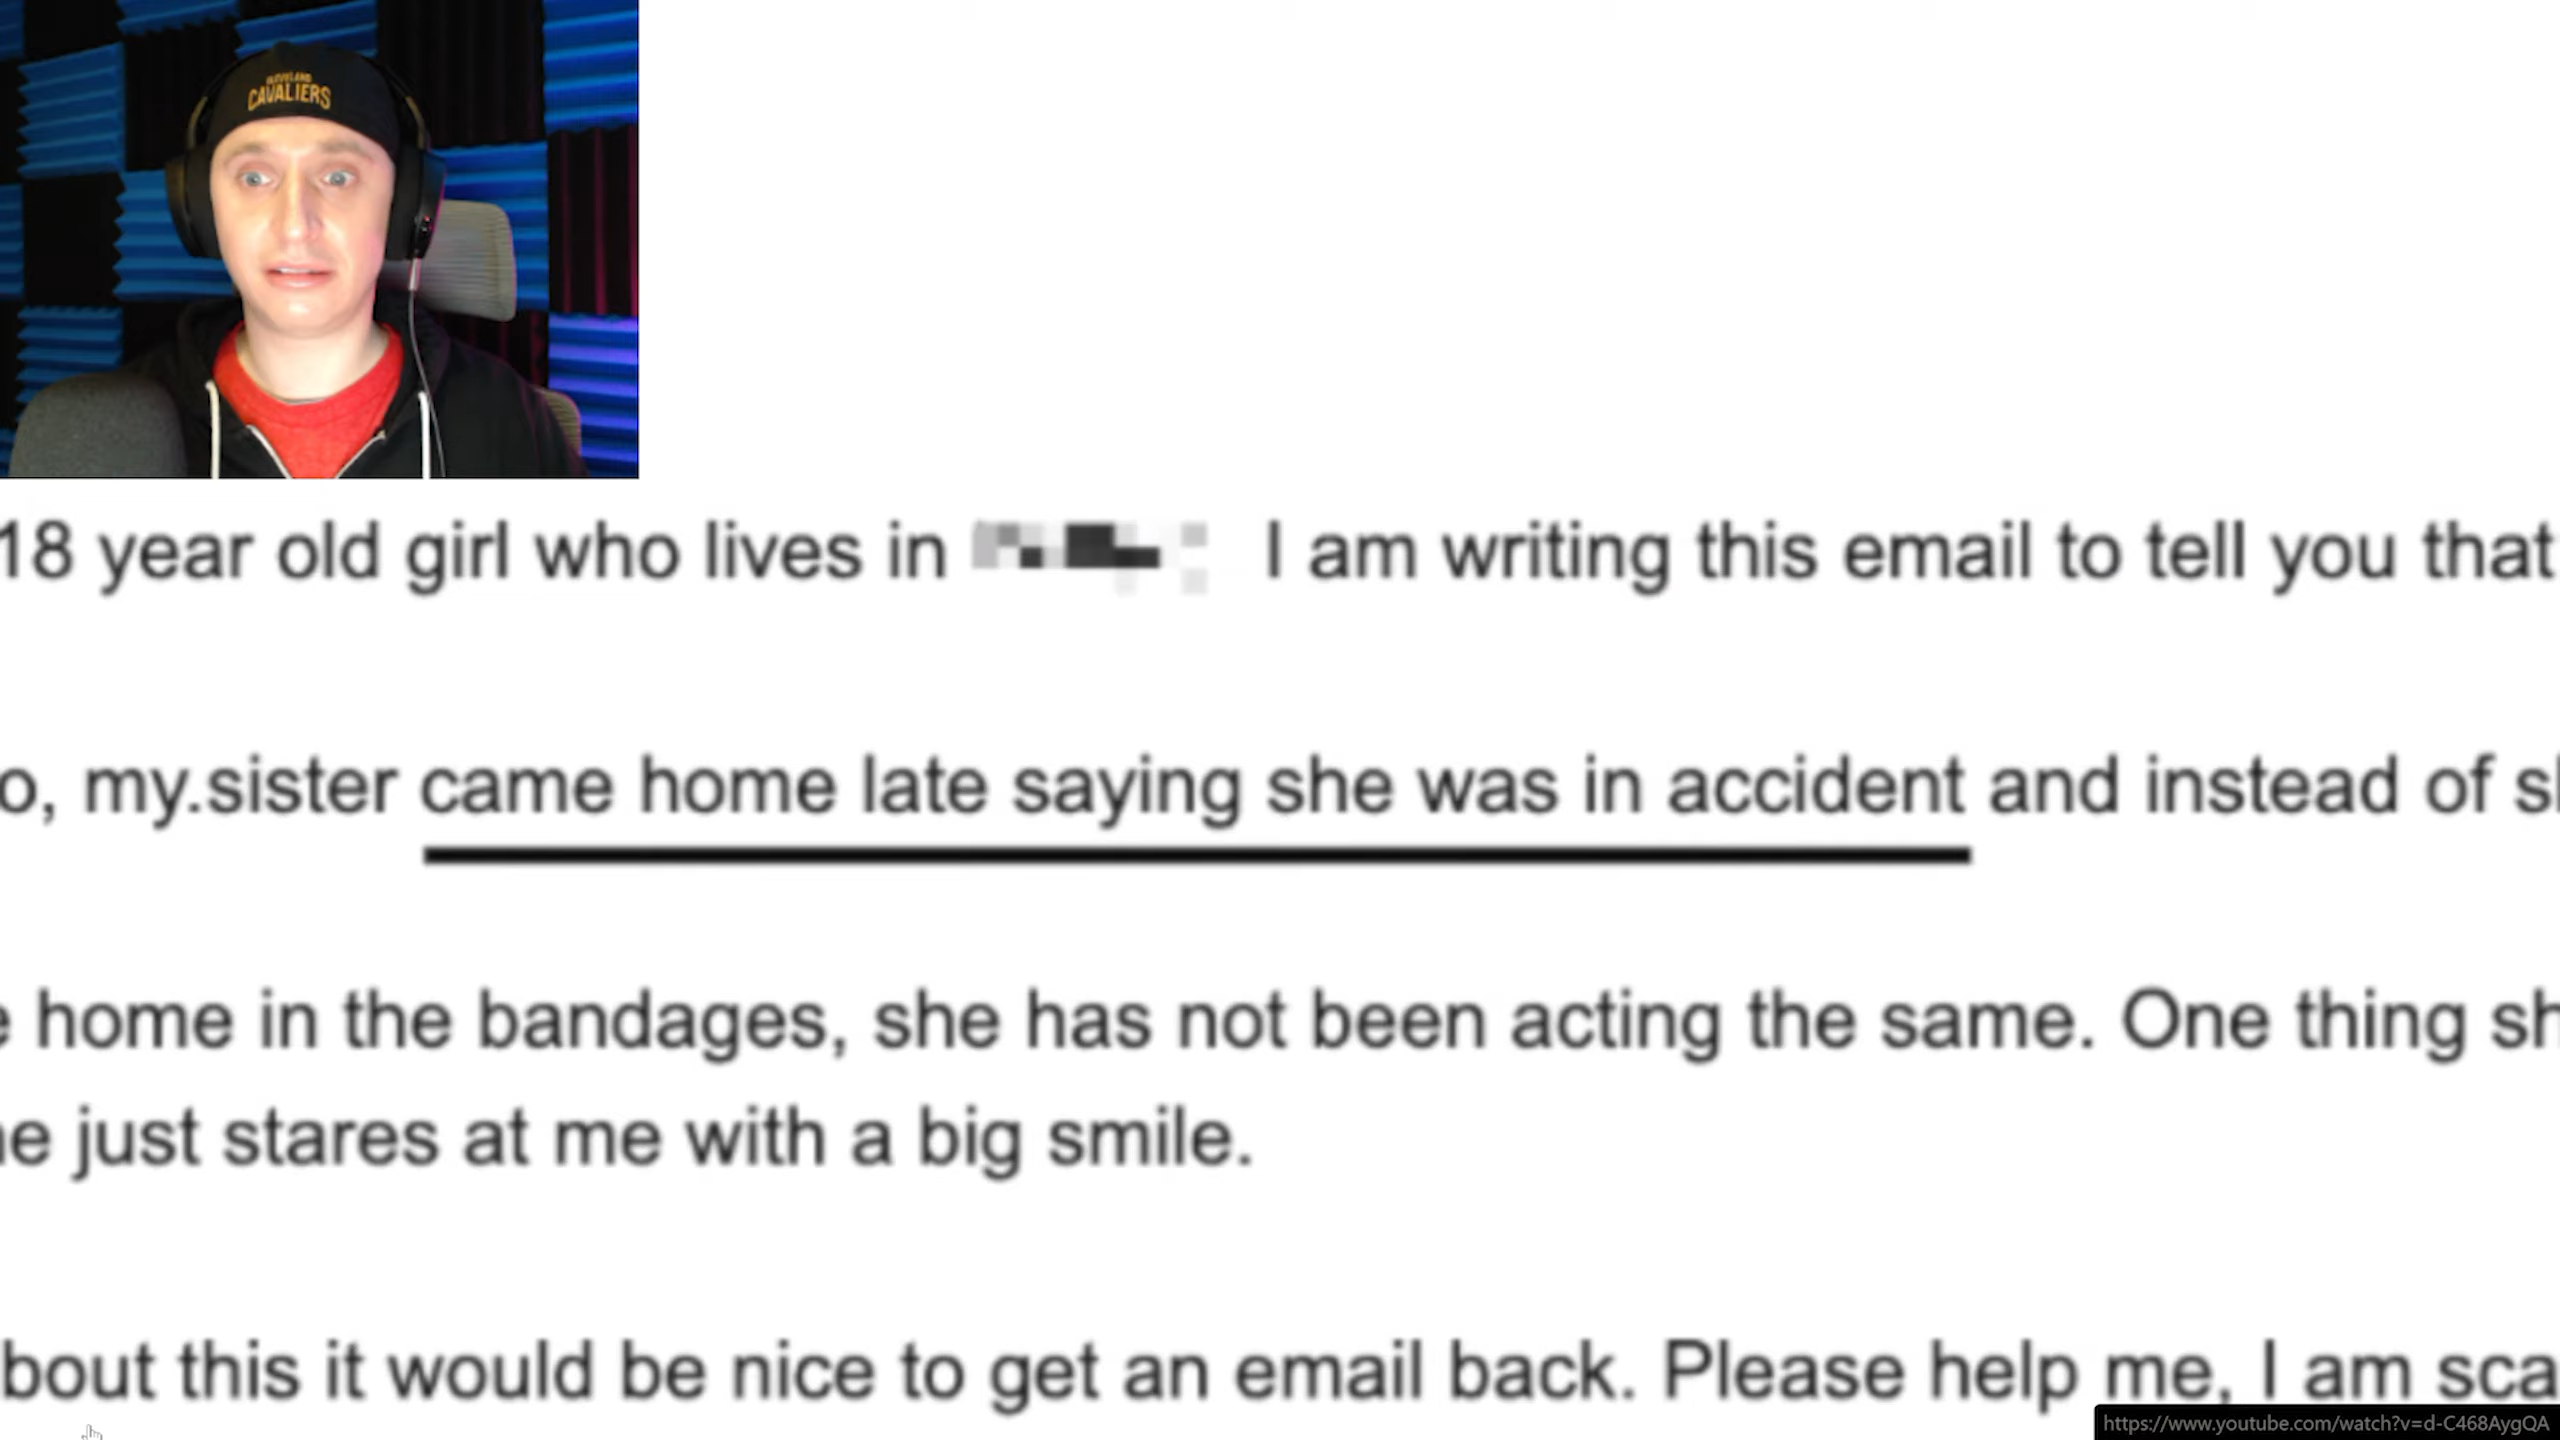 CLEVELAND
CAVALIERS
18 year old girl who lives in I am writing this email to tell you that
o, my.sister came home late saying she was in accident and instead of sh
e home in the bandages, she has not been acting the same. One thing sh
he just stares at me with a big smile.
bout this it would be nice to get an email back. Please help me, I am sca
https://www.youtube.com/watch?v=d-C468AygQA